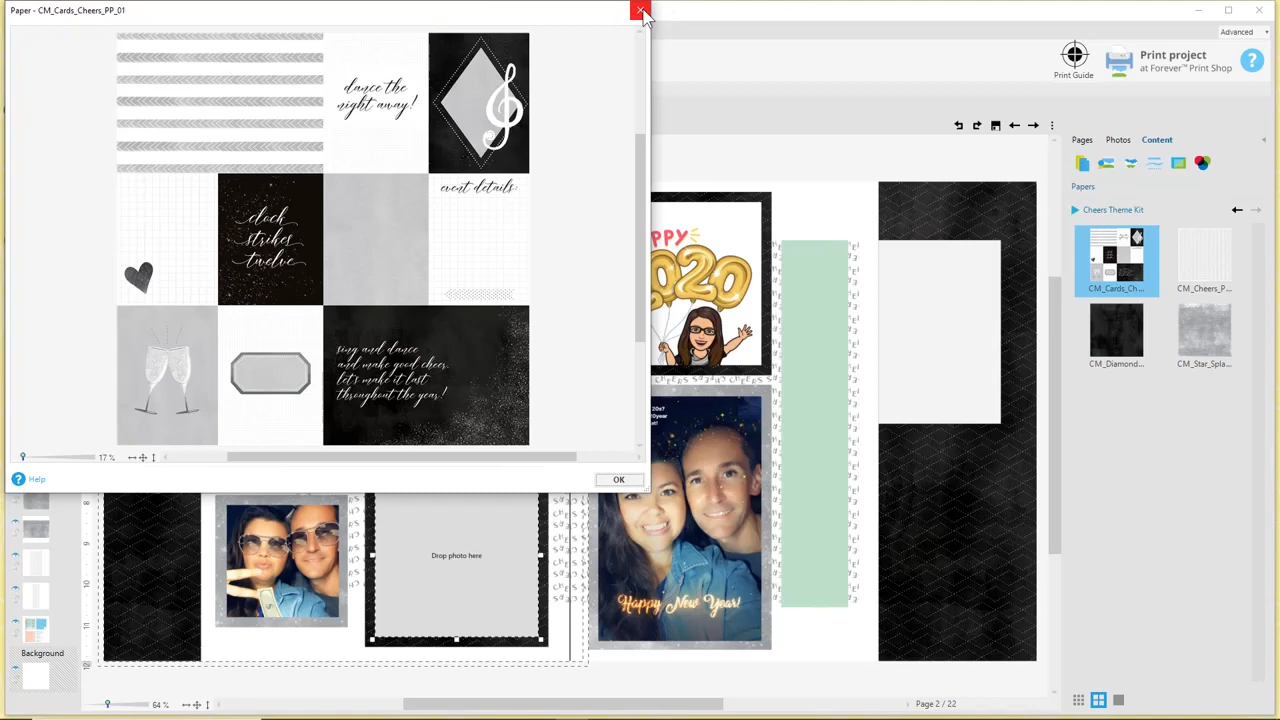 Paper - CM_Cards_Cheers_PP_01
Advanced
Print Guide
Print project
at Forever™ Print Shop
?
dance the
night away!
Pages
Photos
Content
Papers
Cheers Theme Kit
CM_Cards_Ch...
CM_Cheers_P...
CM_Diamond...
CM_Star_Spla...
event details:
clock
strikes
twelve
sing and dance
and make good cheer.
let's make it last
throughout the year!
17 %
? Help
OK
2020
CHEERS CHEERS
Drop photo here
Happy New Year!
Background
64 %
Page 2 / 22